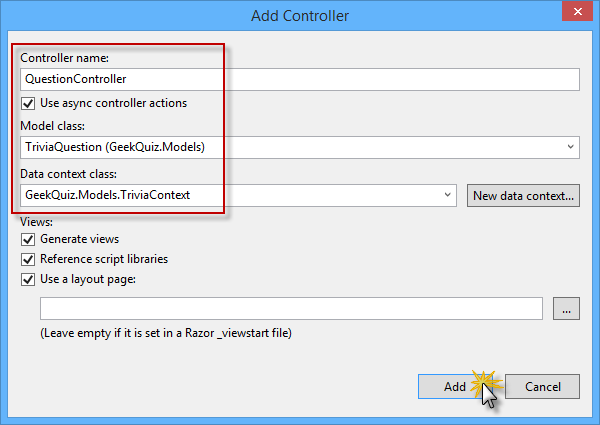 Add Controller
Controller name:
QuestionController
Use async controller actions
Model class:
TriviaQuestion (GeekQuiz.Models)
Data context class:
GeekQuiz.Models.TriviaContext
New data context...
Views:
Generate views
Reference script libraries
Use a layout page:
...
(Leave empty if it is set in a Razor _viewstart file)
Add
Cancel